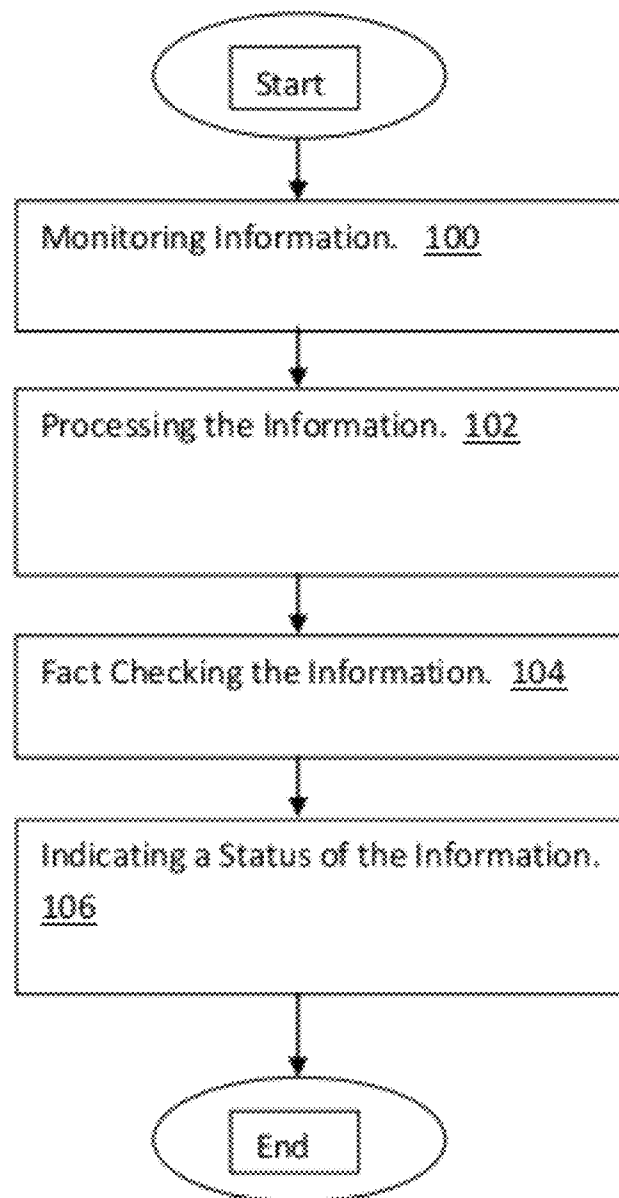 Start
Monitoring Information. 100
Processing the Information. 102
Fact Checking the Information. 104
Indicating a Status of the Information.
106
End